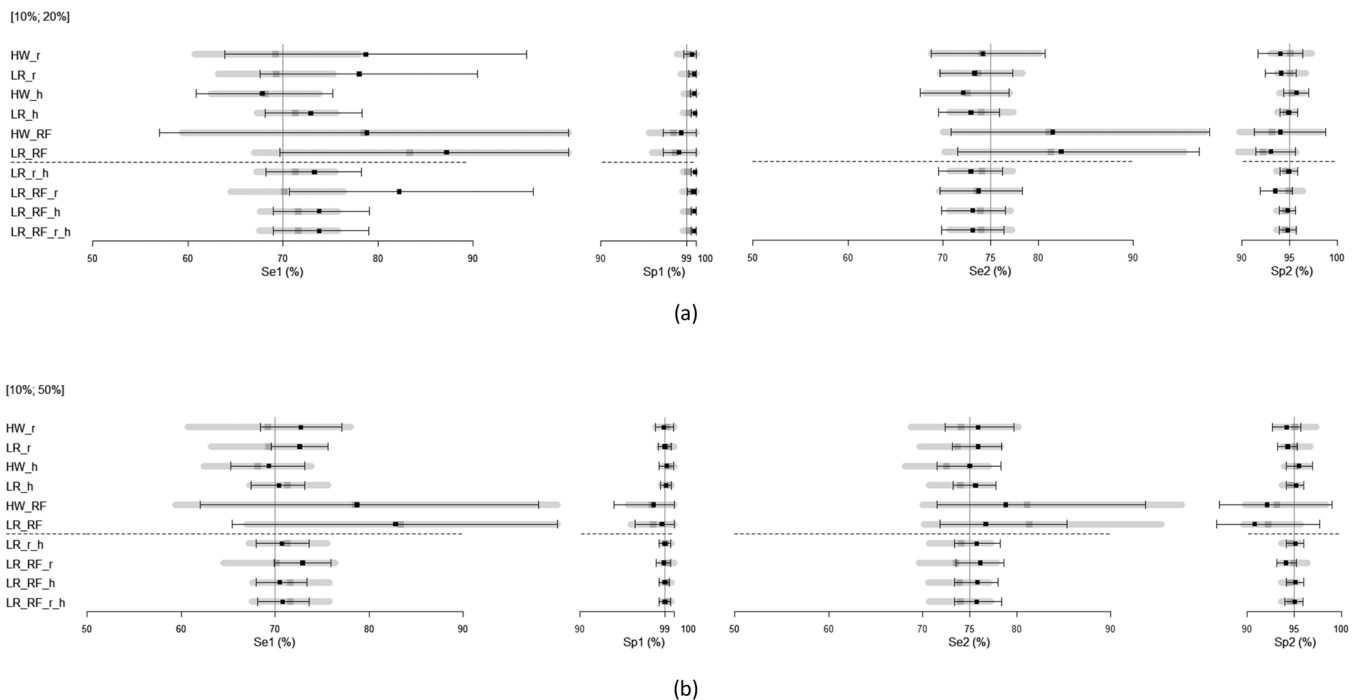 [10%; 20%]
HW_r
LR_r
HW_h
LR_h
HW_RF
LR_RF
LR_r_h
LR_RF_r
LR_RF_h
LR_RF_r_h
50 60 70 80 90 90 99 100 50 60 70 75 80 90 90 95 100
Se1 (%) Sp1 (%) Se2 (%) Sp2 (%)
(a)
[10%; 50%]
HW_r
LR_r
HW_h
LR_h
HW_RF
LR_RF
LR_r_h
LR_RF_r
LR_RF_h
LR_RF_r_h
50 60 70 80 90 90 99 100 50 60 70 75 80 90 90 95 100
Se1 (%) Sp1 (%) Se2 (%) Sp2 (%)
(b)